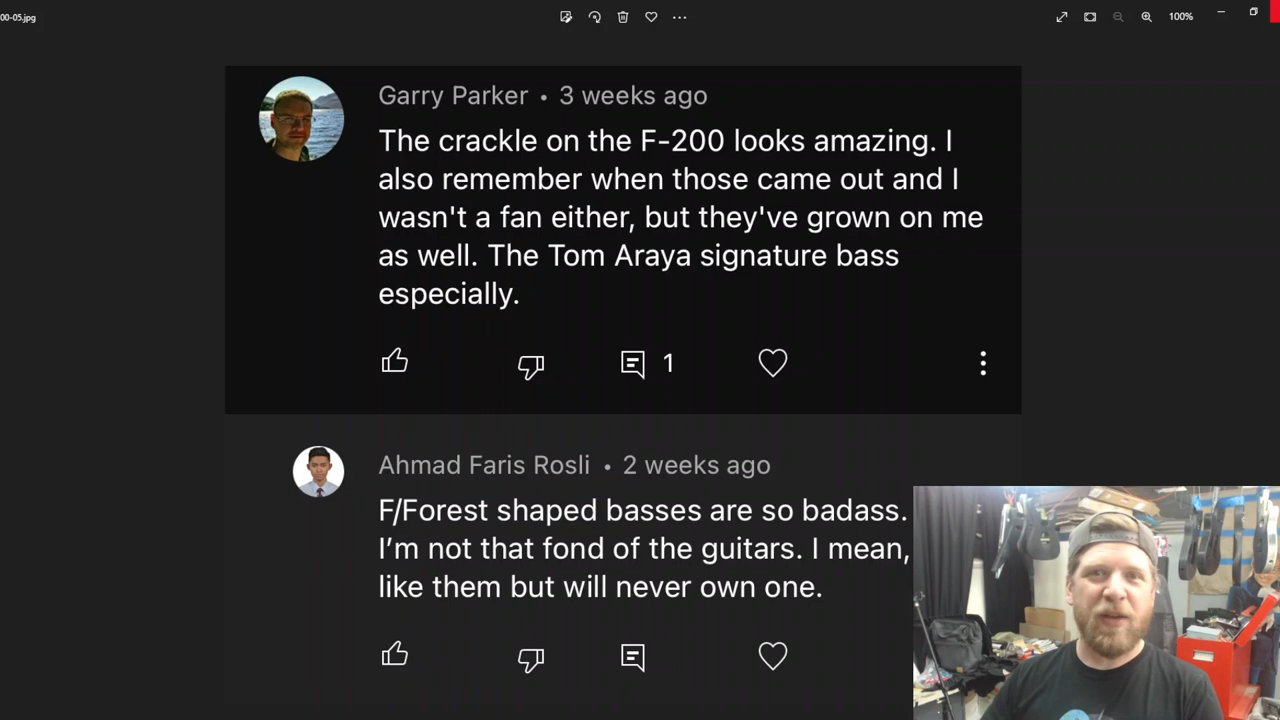 00-05.jpg
100%
Garry Parker • 3 weeks ago
The crackle on the F-200 looks amazing. I
also remember when those came out and I
wasn't a fan either, but they've grown on me
as well. The Tom Araya signature bass
especially.
1
Ahmad Faris Rosli • 2 weeks ago
F/Forest shaped basses are so badass.
I’m not that fond of the guitars. I mean,
like them but will never own one.